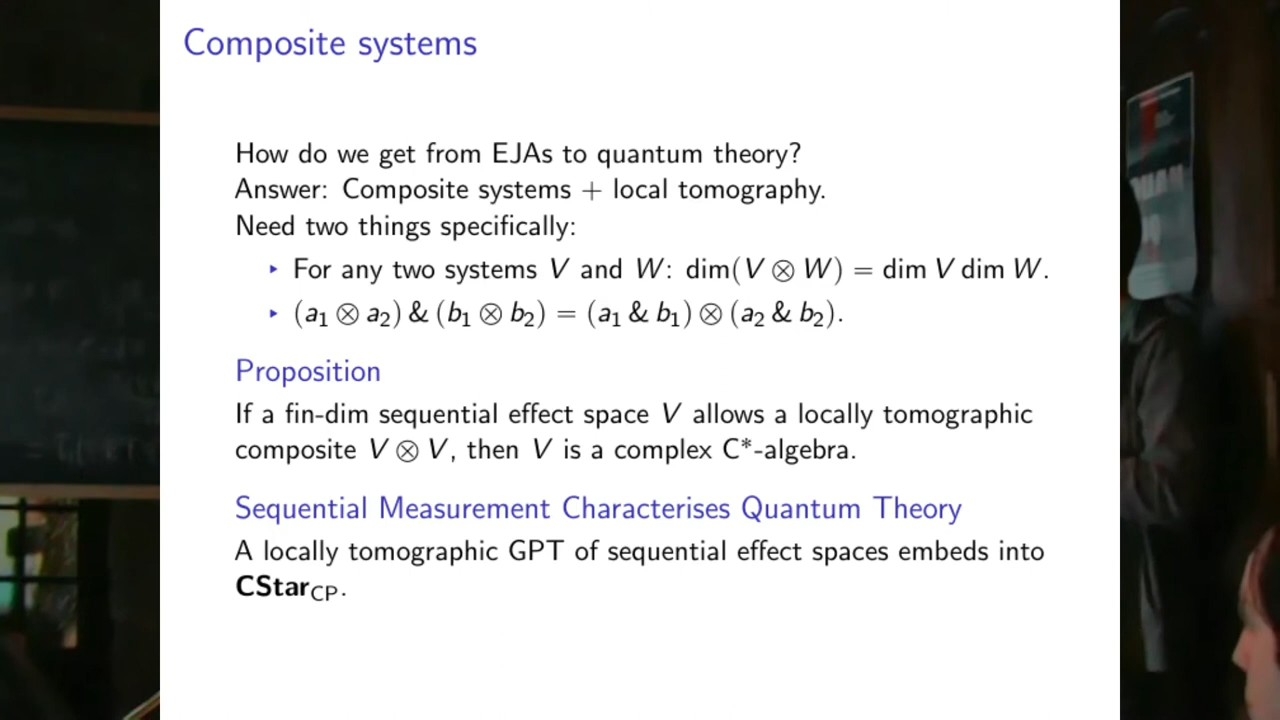 Composite systems
How do we get from EJAs to quantum theory?
Answer: Composite systems + local tomography.
Need two things specifically:
‣ For any two systems V and W: dim(V ⊗ W) = dim V dim W.
‣ (a₁ ⊗ a₂) & (b₁ ⊗ b₂) = (a₁ & b₁) ⊗ (a₂ & b₂).
Proposition
If a fin-dim sequential effect space V allows a locally tomographic
composite V ⊗ V, then V is a complex C*-algebra.
Sequential Measurement Characterises Quantum Theory
A locally tomographic GPT of sequential effect spaces embeds into
CStar_CP.